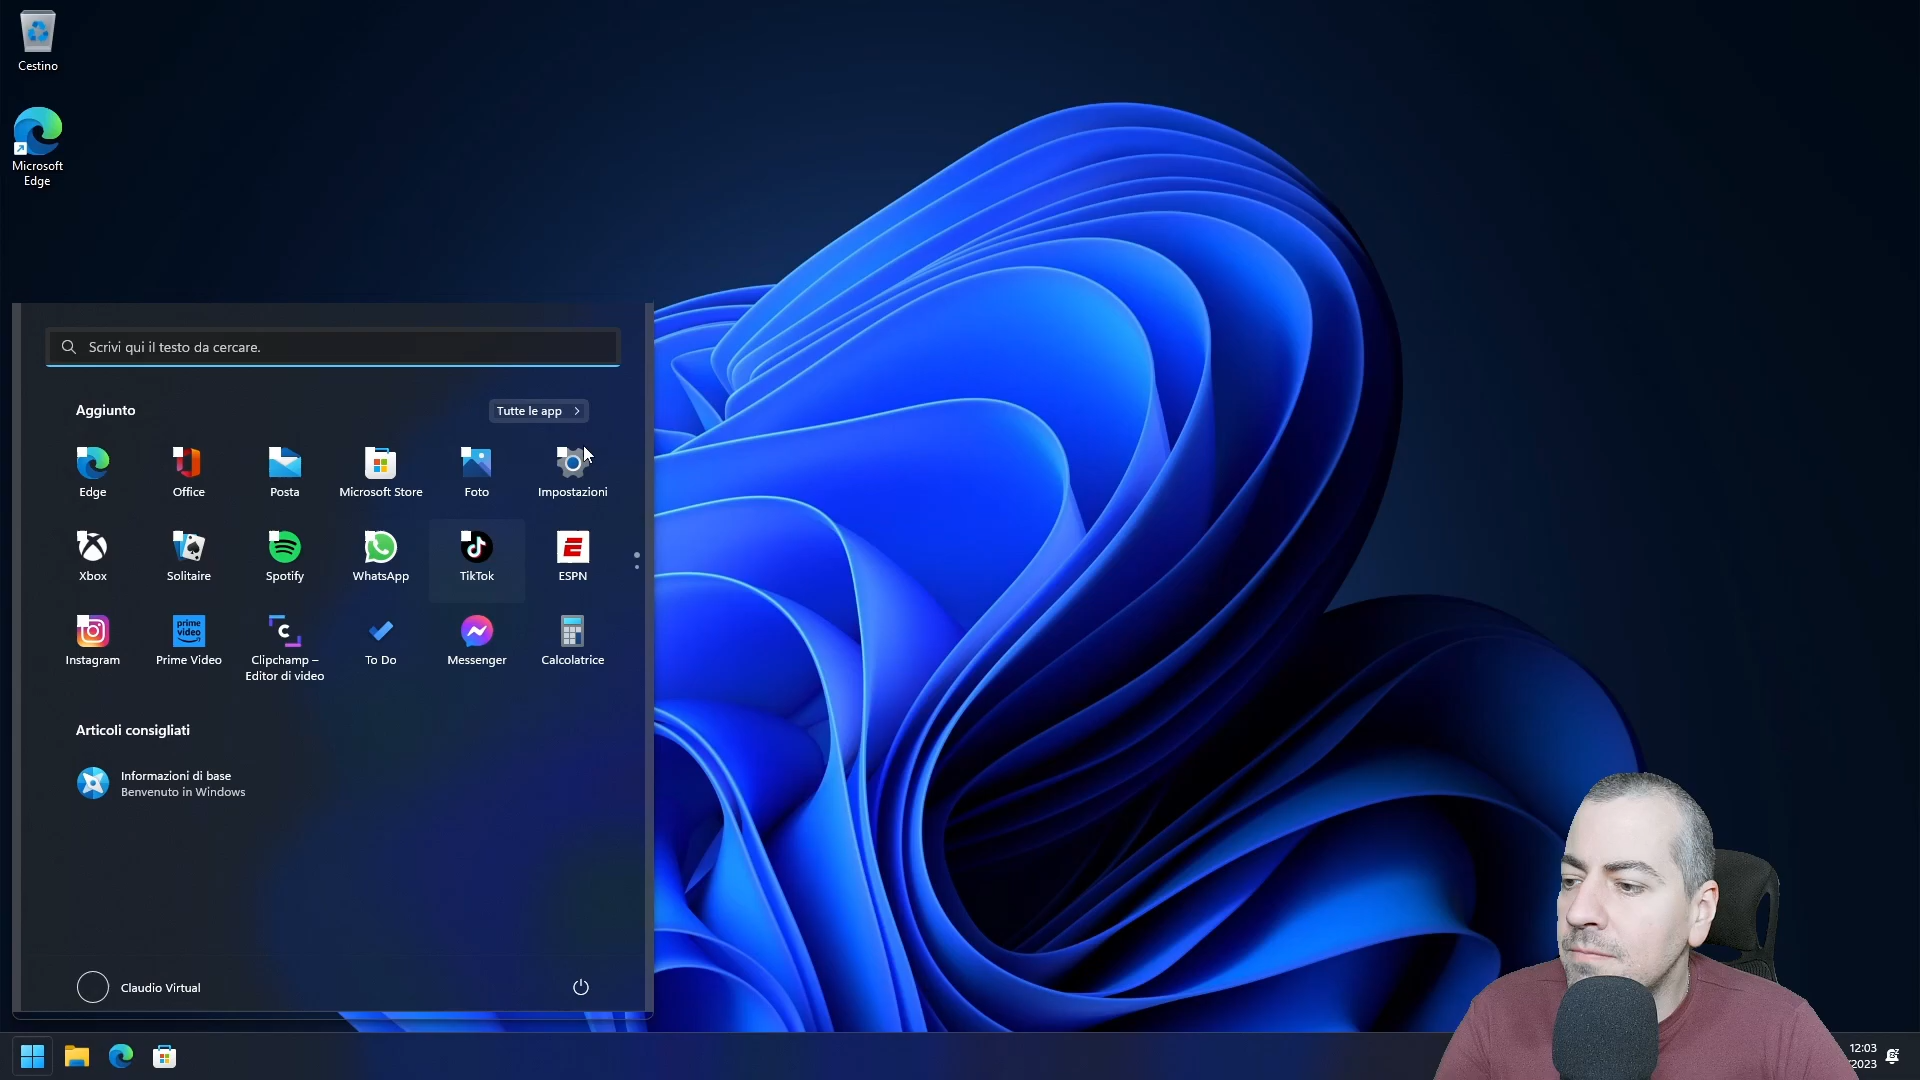 Cestino
Microsoft
Edge
Scrivi qui il testo da cercare.
Aggiunto
Tutte le app
Edge
Office
Posta
Microsoft Store
Foto
Impostazioni
Xbox
Solitaire
Spotify
WhatsApp
TikTok
ESPN
Instagram
prime
video
Prime Video
Clipchamp –
Editor di video
To Do
Messenger
Calcolatrice
Articoli consigliati
Informazioni di base
Benvenuto in Windows
Claudio Virtual
12:03
2023